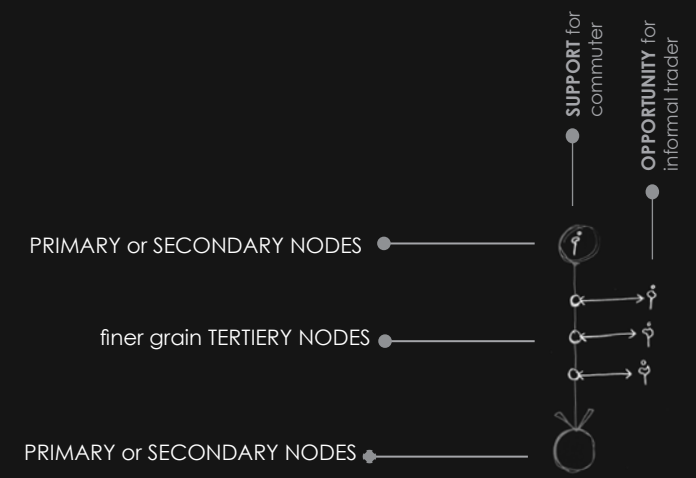 SUPPORT for
commuter
OPPORTUNITY for
informal trader
PRIMARY or SECONDARY NODES
finer grain TERTIERY NODES
PRIMARY or SECONDARY NODES